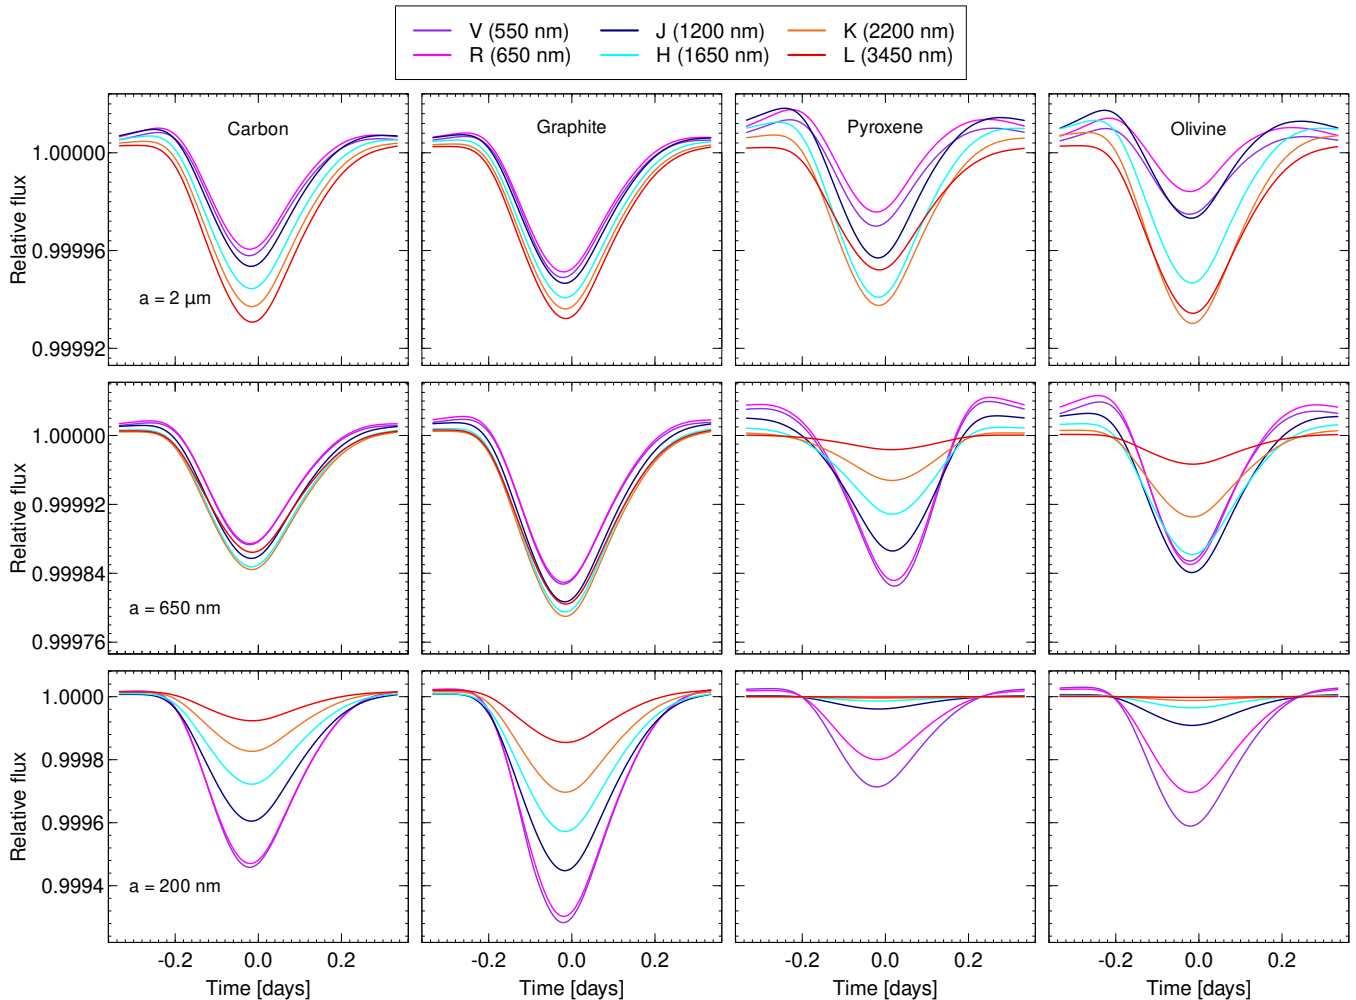 V (550 nm) J (1200 nm) K (2200 nm)
R (650 nm) H (1650 nm) L (3450 nm)
Carbon Graphite Pyroxene Olivine
1.00000
0.99996
0.99992
Relative flux
a = 2 µm
1.00000
0.99992
0.99984
0.99976
Relative flux
a = 650 nm
1.0000
0.9998
0.9996
0.9994
Relative flux
a = 200 nm
-0.2 0.0 0.2 -0.2 0.0 0.2 -0.2 0.0 0.2 -0.2 0.0 0.2
Time [days] Time [days] Time [days] Time [days]